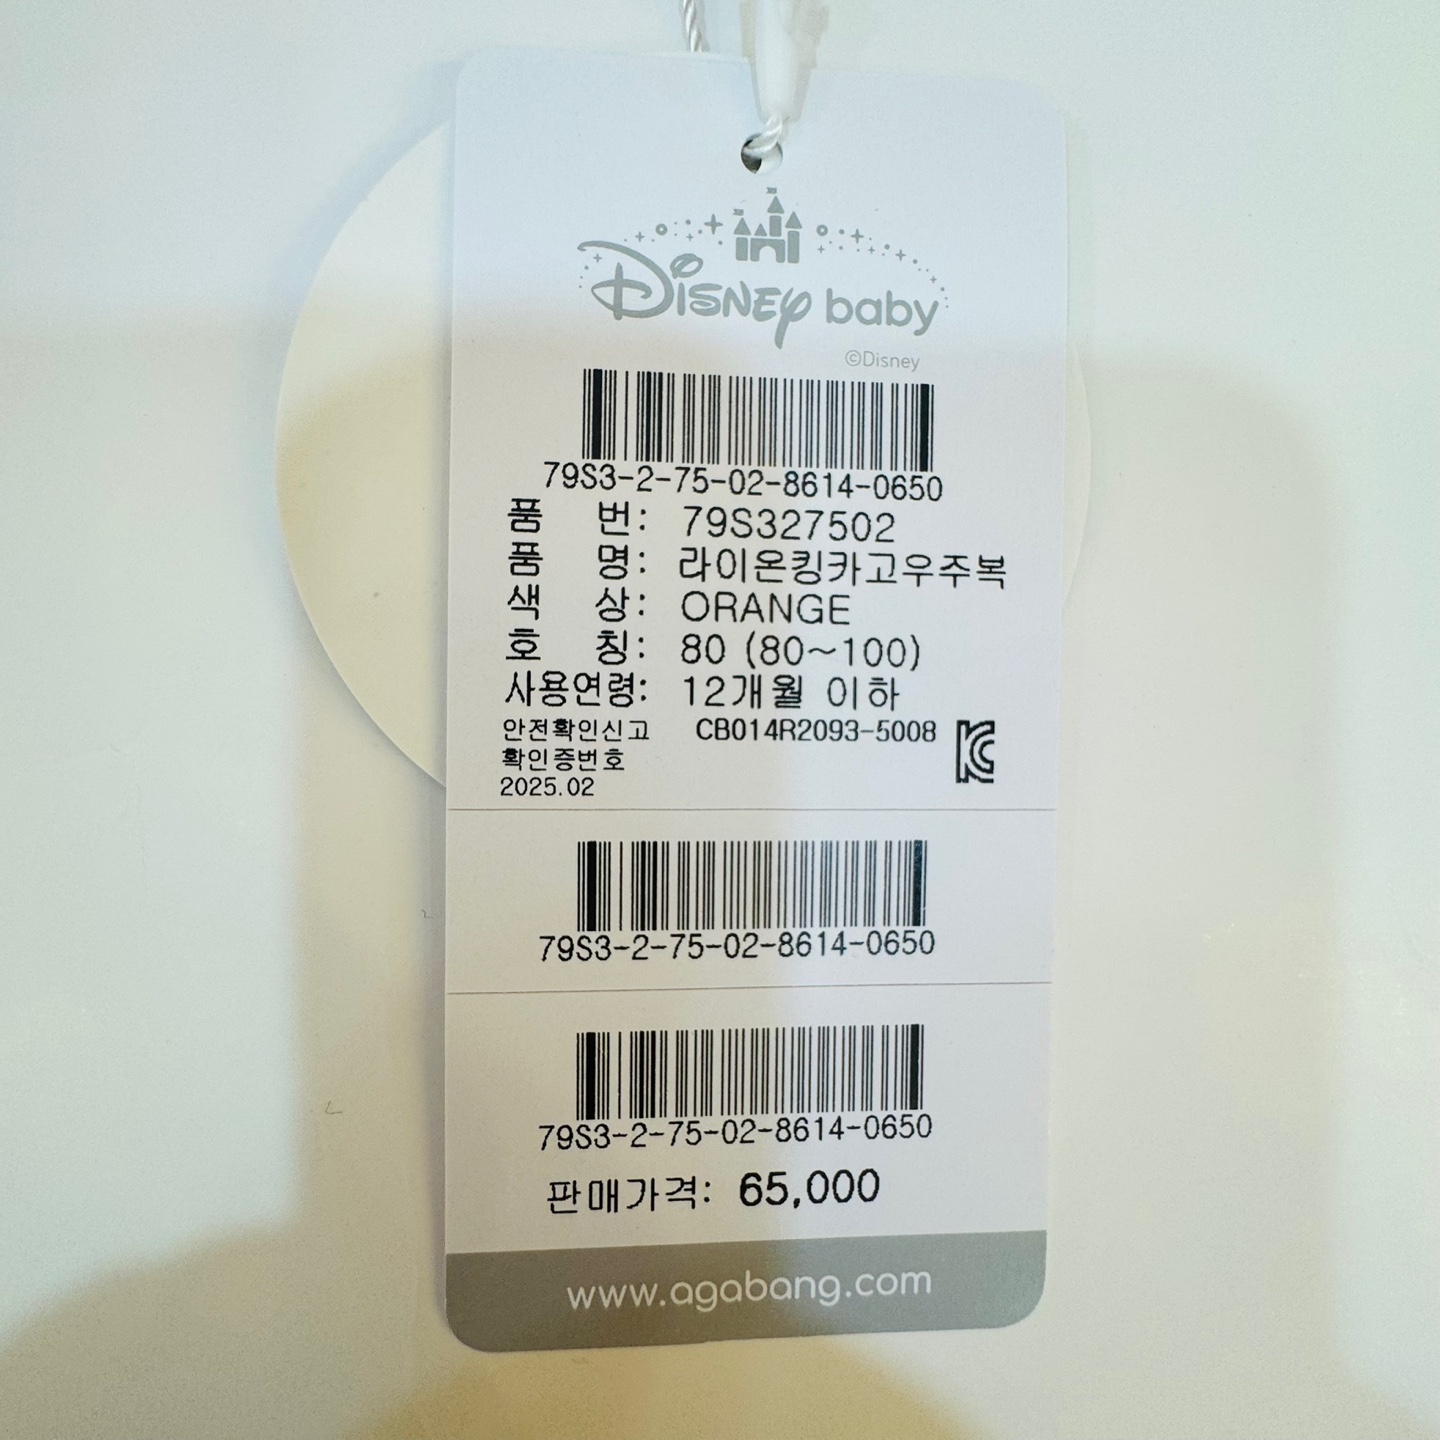 Disney baby
©Disney
79S3-2-75-02-8614-0650
품 번: 79S327502
품 명: 라이온킹카고우주복
색 상: ORANGE
호 칭: 80 (80~100)
사용연령: 12개월 이하
안전확인신고 CB014R2093-5008
확인증번호
2025.02
79S3-2-75-02-8614-0650
79S3-2-75-02-8614-0650
판매가격: 65,000
www.agabang.com